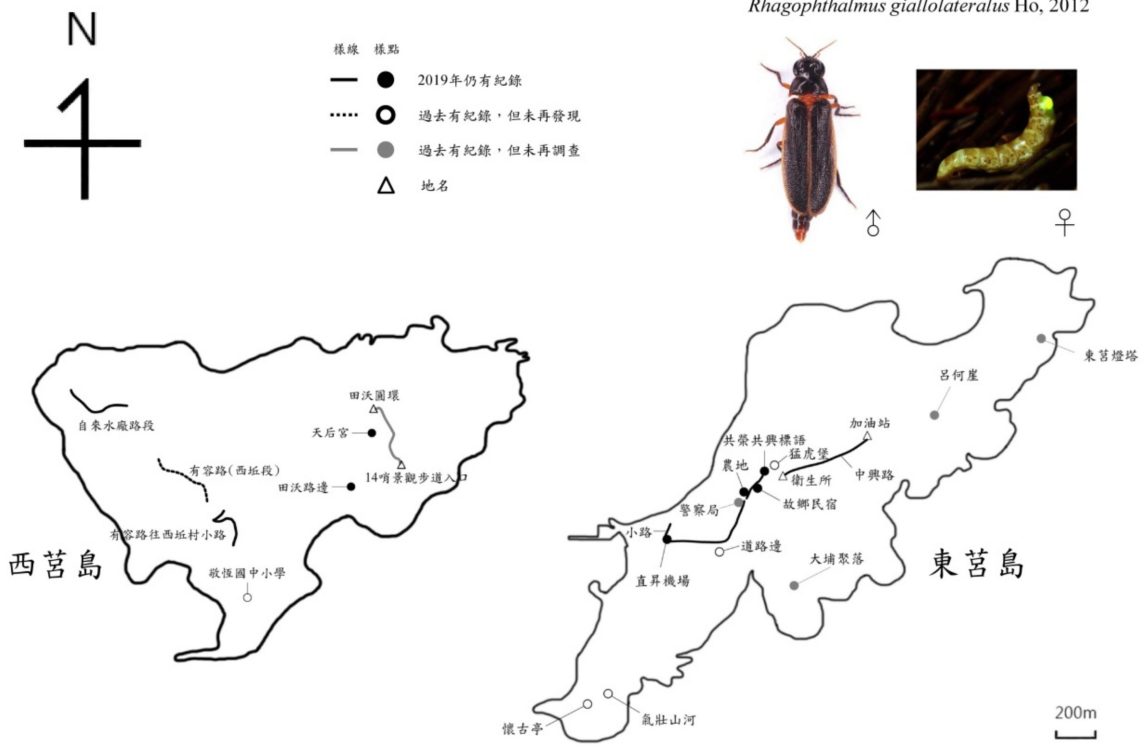 Rhagophthalmus giallolateralus Ho, 2012
N
樣線 樣點
2019年仍有紀錄
過去有紀錄，但未再發現
過去有紀錄，但未再調查
地名
♂
♀
西莒島
自來水廠路段
田沃圓環
天后宮
14哨景觀步道入口
有容路(西坵段)
田沃路邊
有容路往西坵村小路
敬恆國中小學
東莒島
東莒燈塔
呂何崖
加油站
共榮共興標語
猛虎堡
農地
衛生所
中興路
故鄉民宿
警察局
小路
道路邊
直昇機場
大埔聚落
懷古亭
氣壯山河
200m